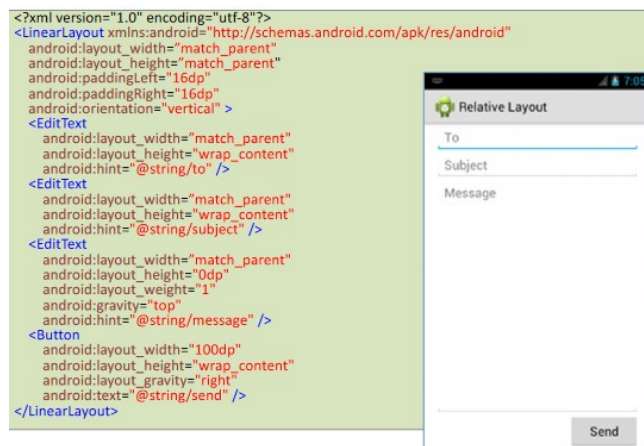 <?xml version="1.0" encoding="utf-8"?>
<LinearLayout xmlns:android="http://schemas.android.com/apk/res/android"
android:layout_width="match_parent"
android:layout_height="match_parent"
android:paddingLeft="16dp"
android:paddingRight="16dp"
android:orientation="vertical" >
<EditText
android:layout_width="match_parent"
android:layout_height="wrap_content"
android:hint="@string/to" />
<EditText
android:layout_width="match_parent"
android:layout_height="wrap_content"
android:hint="@string/subject" />
<EditText
android:layout_width="match_parent"
android:layout_height="0dp"
android:layout_weight="1"
android:gravity="top"
android:hint="@string/message" />
<Button
android:layout_width="100dp"
android:layout_height="wrap_content"
android:layout_gravity="right"
android:text="@string/send" />
</LinearLayout>
7:05
Relative Layout
To
Subject
Message
Send